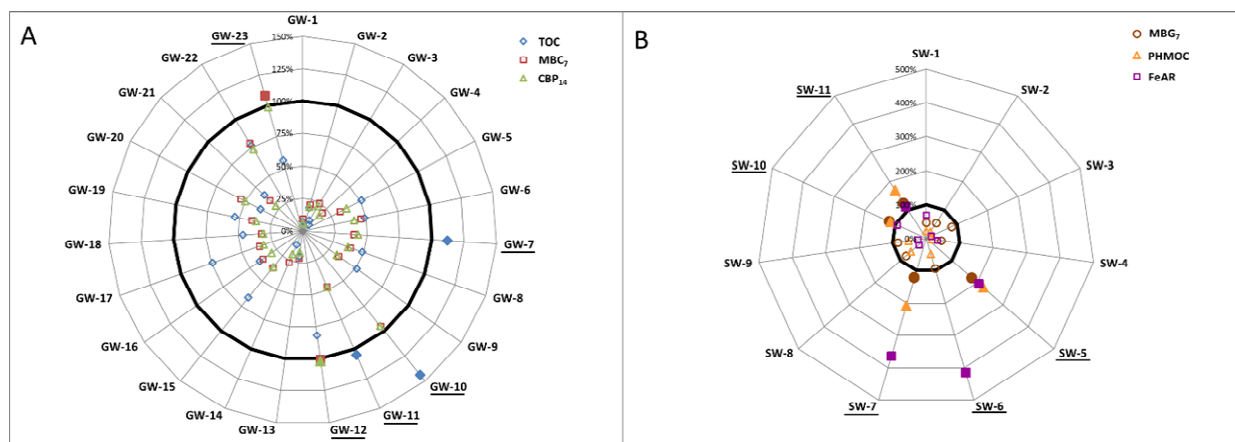 A
GW-1
GW-2
GW-3
GW-4
GW-5
GW-6
GW-7
GW-8
GW-9
GW-10
GW-11
GW-12
GW-13
GW-14
GW-15
GW-16
GW-17
GW-18
GW-19
GW-20
GW-21
GW-22
GW-23
150%
125%
100%
75%
50%
25%
0%
TOC
MBC7
CBP14
B
SW-1
SW-2
SW-3
SW-4
SW-5
SW-6
SW-7
SW-8
SW-9
SW-10
SW-11
500%
400%
300%
200%
100%
0%
MBG7
PHMOC
FeAR